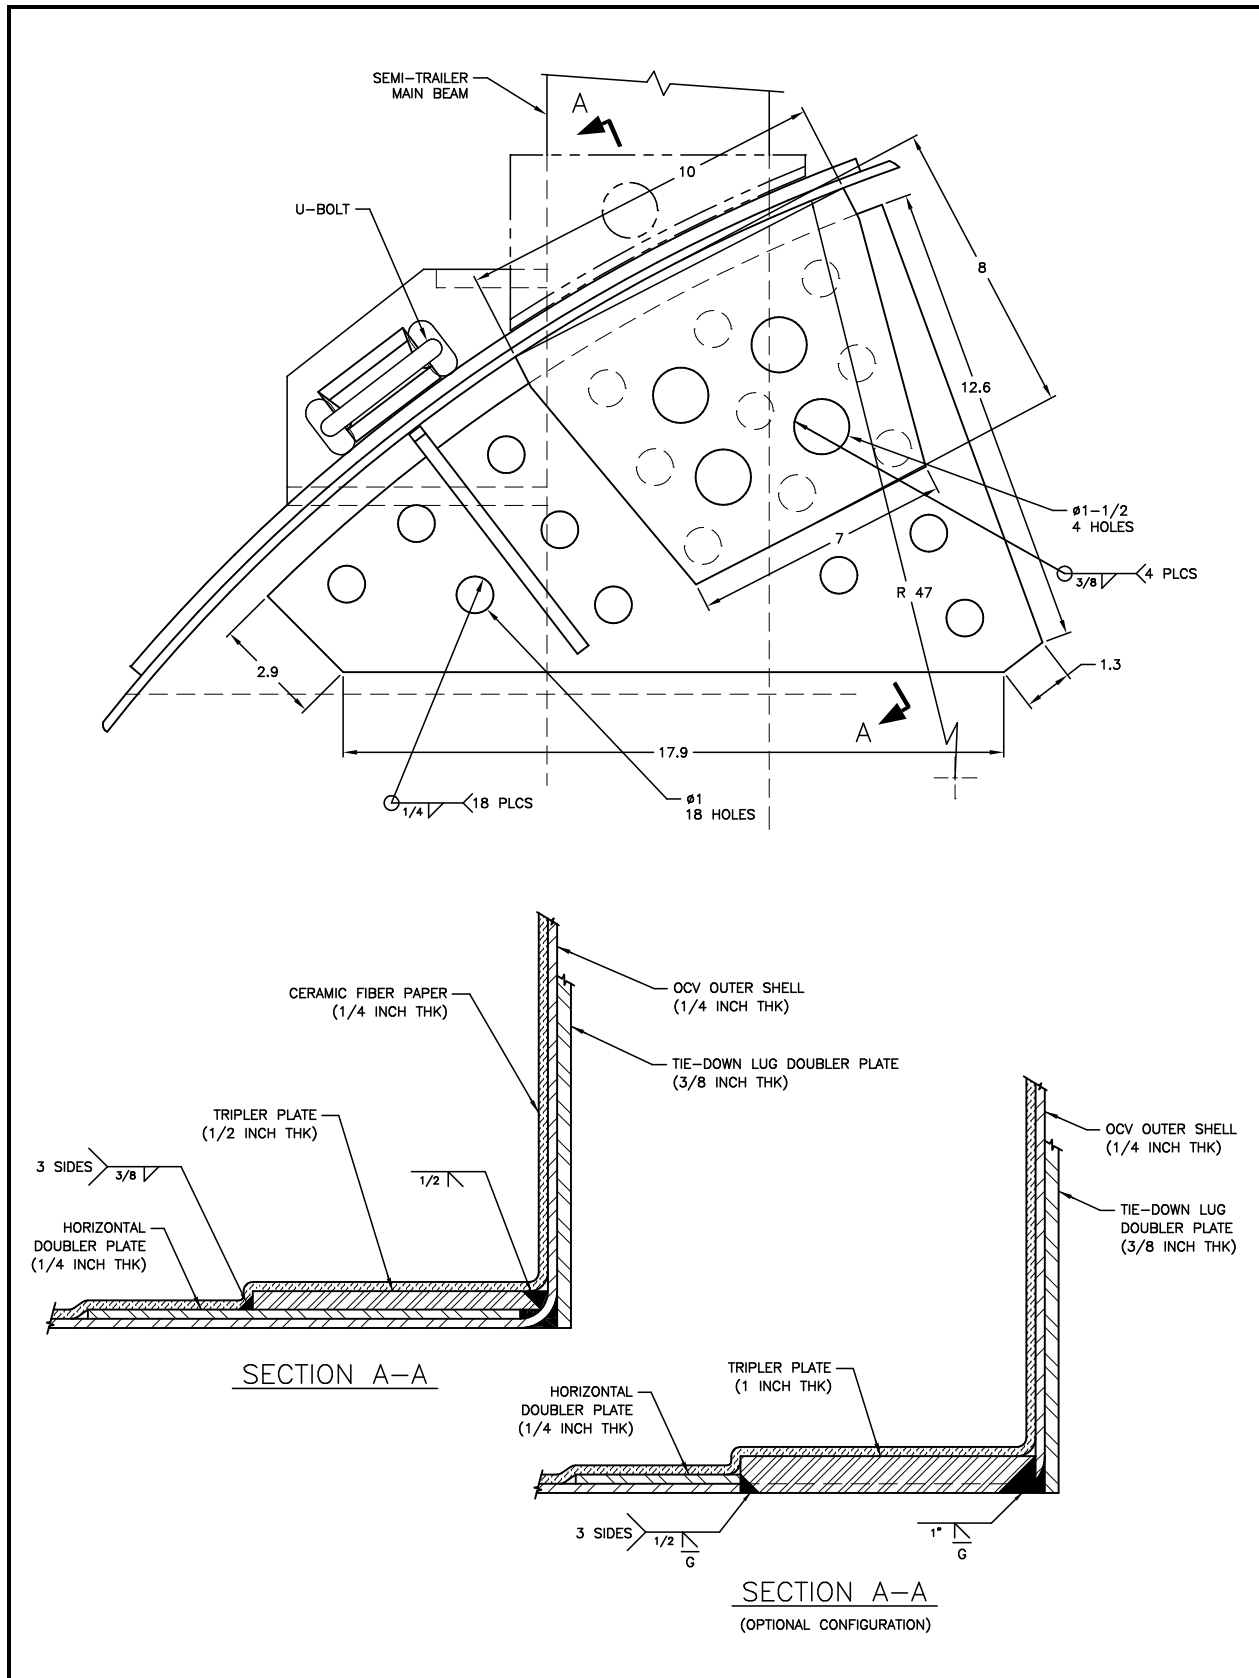 SEMI-TRAILER
MAIN BEAM
A
10
U-BOLT
8
12.6
ø1-1/2
4 HOLES
7
3/8
4 PLCS
R 47
2.9
1.3
A
17.9
1/4
18 PLCS
ø1
18 HOLES
CERAMIC FIBER PAPER
(1/4 INCH THK)
OCV OUTER SHELL
(1/4 INCH THK)
TIE-DOWN LUG DOUBLER PLATE
(3/8 INCH THK)
TRIPLER PLATE
(1/2 INCH THK)
3 SIDES
3/8
1/2
HORIZONTAL
DOUBLER PLATE
(1/4 INCH THK)
SECTION A-A
OCV OUTER SHELL
(1/4 INCH THK)
TIE-DOWN LUG
DOUBLER PLATE
(3/8 INCH THK)
TRIPLER PLATE
(1 INCH THK)
HORIZONTAL
DOUBLER PLATE
(1/4 INCH THK)
3 SIDES
1/2
G
1"
G
SECTION A-A
(OPTIONAL CONFIGURATION)